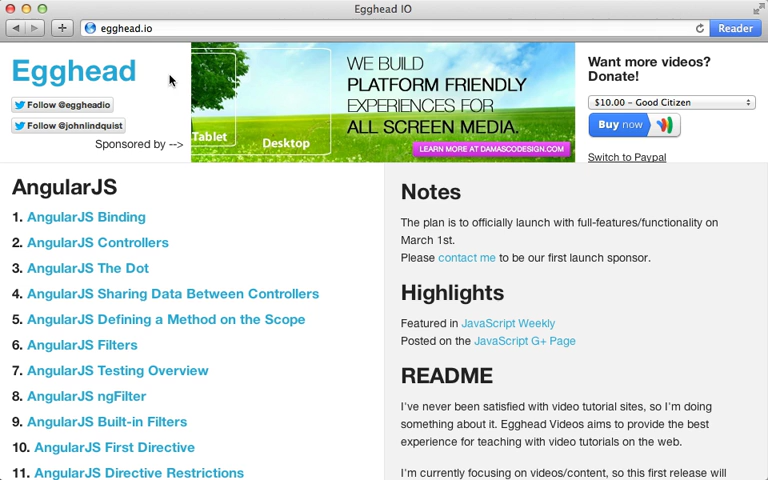 Egghead IO
egghead.io
Reader
Egghead
Follow @eggheadio
Follow @johnlindquist
Sponsored by -->
Tablet
Desktop
WE BUILD
PLATFORM FRIENDLY
EXPERIENCES FOR
ALL SCREEN MEDIA.
LEARN MORE AT DAMASCODESIGN.COM
Want more videos?
Donate!
$10.00 – Good Citizen
Buy now
Switch to Paypal
AngularJS
1. AngularJS Binding
2. AngularJS Controllers
3. AngularJS The Dot
4. AngularJS Sharing Data Between Controllers
5. AngularJS Defining a Method on the Scope
6. AngularJS Filters
7. AngularJS Testing Overview
8. AngularJS ngFilter
9. AngularJS Built-in Filters
10. AngularJS First Directive
11. AngularJS Directive Restrictions
Notes
The plan is to officially launch with full-features/functionality on
March 1st.
Please contact me to be our first launch sponsor.
Highlights
Featured in JavaScript Weekly
Posted on the JavaScript G+ Page
README
I've never been satisfied with video tutorial sites, so I'm doing
something about it. Egghead Videos aims to provide the best
experience for teaching with video tutorials on the web.
I'm currently focusing on videos/content, so this first release will